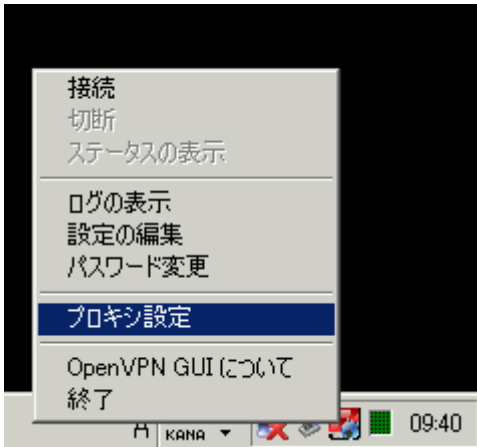 接続
切断
ステータスの表示
ログの表示
設定の編集
パスワード変更
プロキシ設定
OpenVPN GUI について
終了
A KANA 09:40